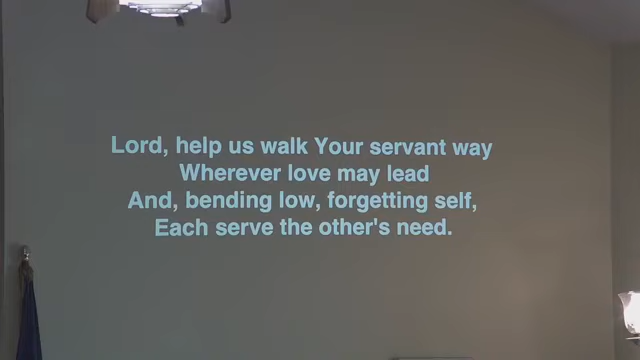 Lord, help us walk Your servant way
Wherever love may lead
And, bending low, forgetting self,
Each serve the other's need.